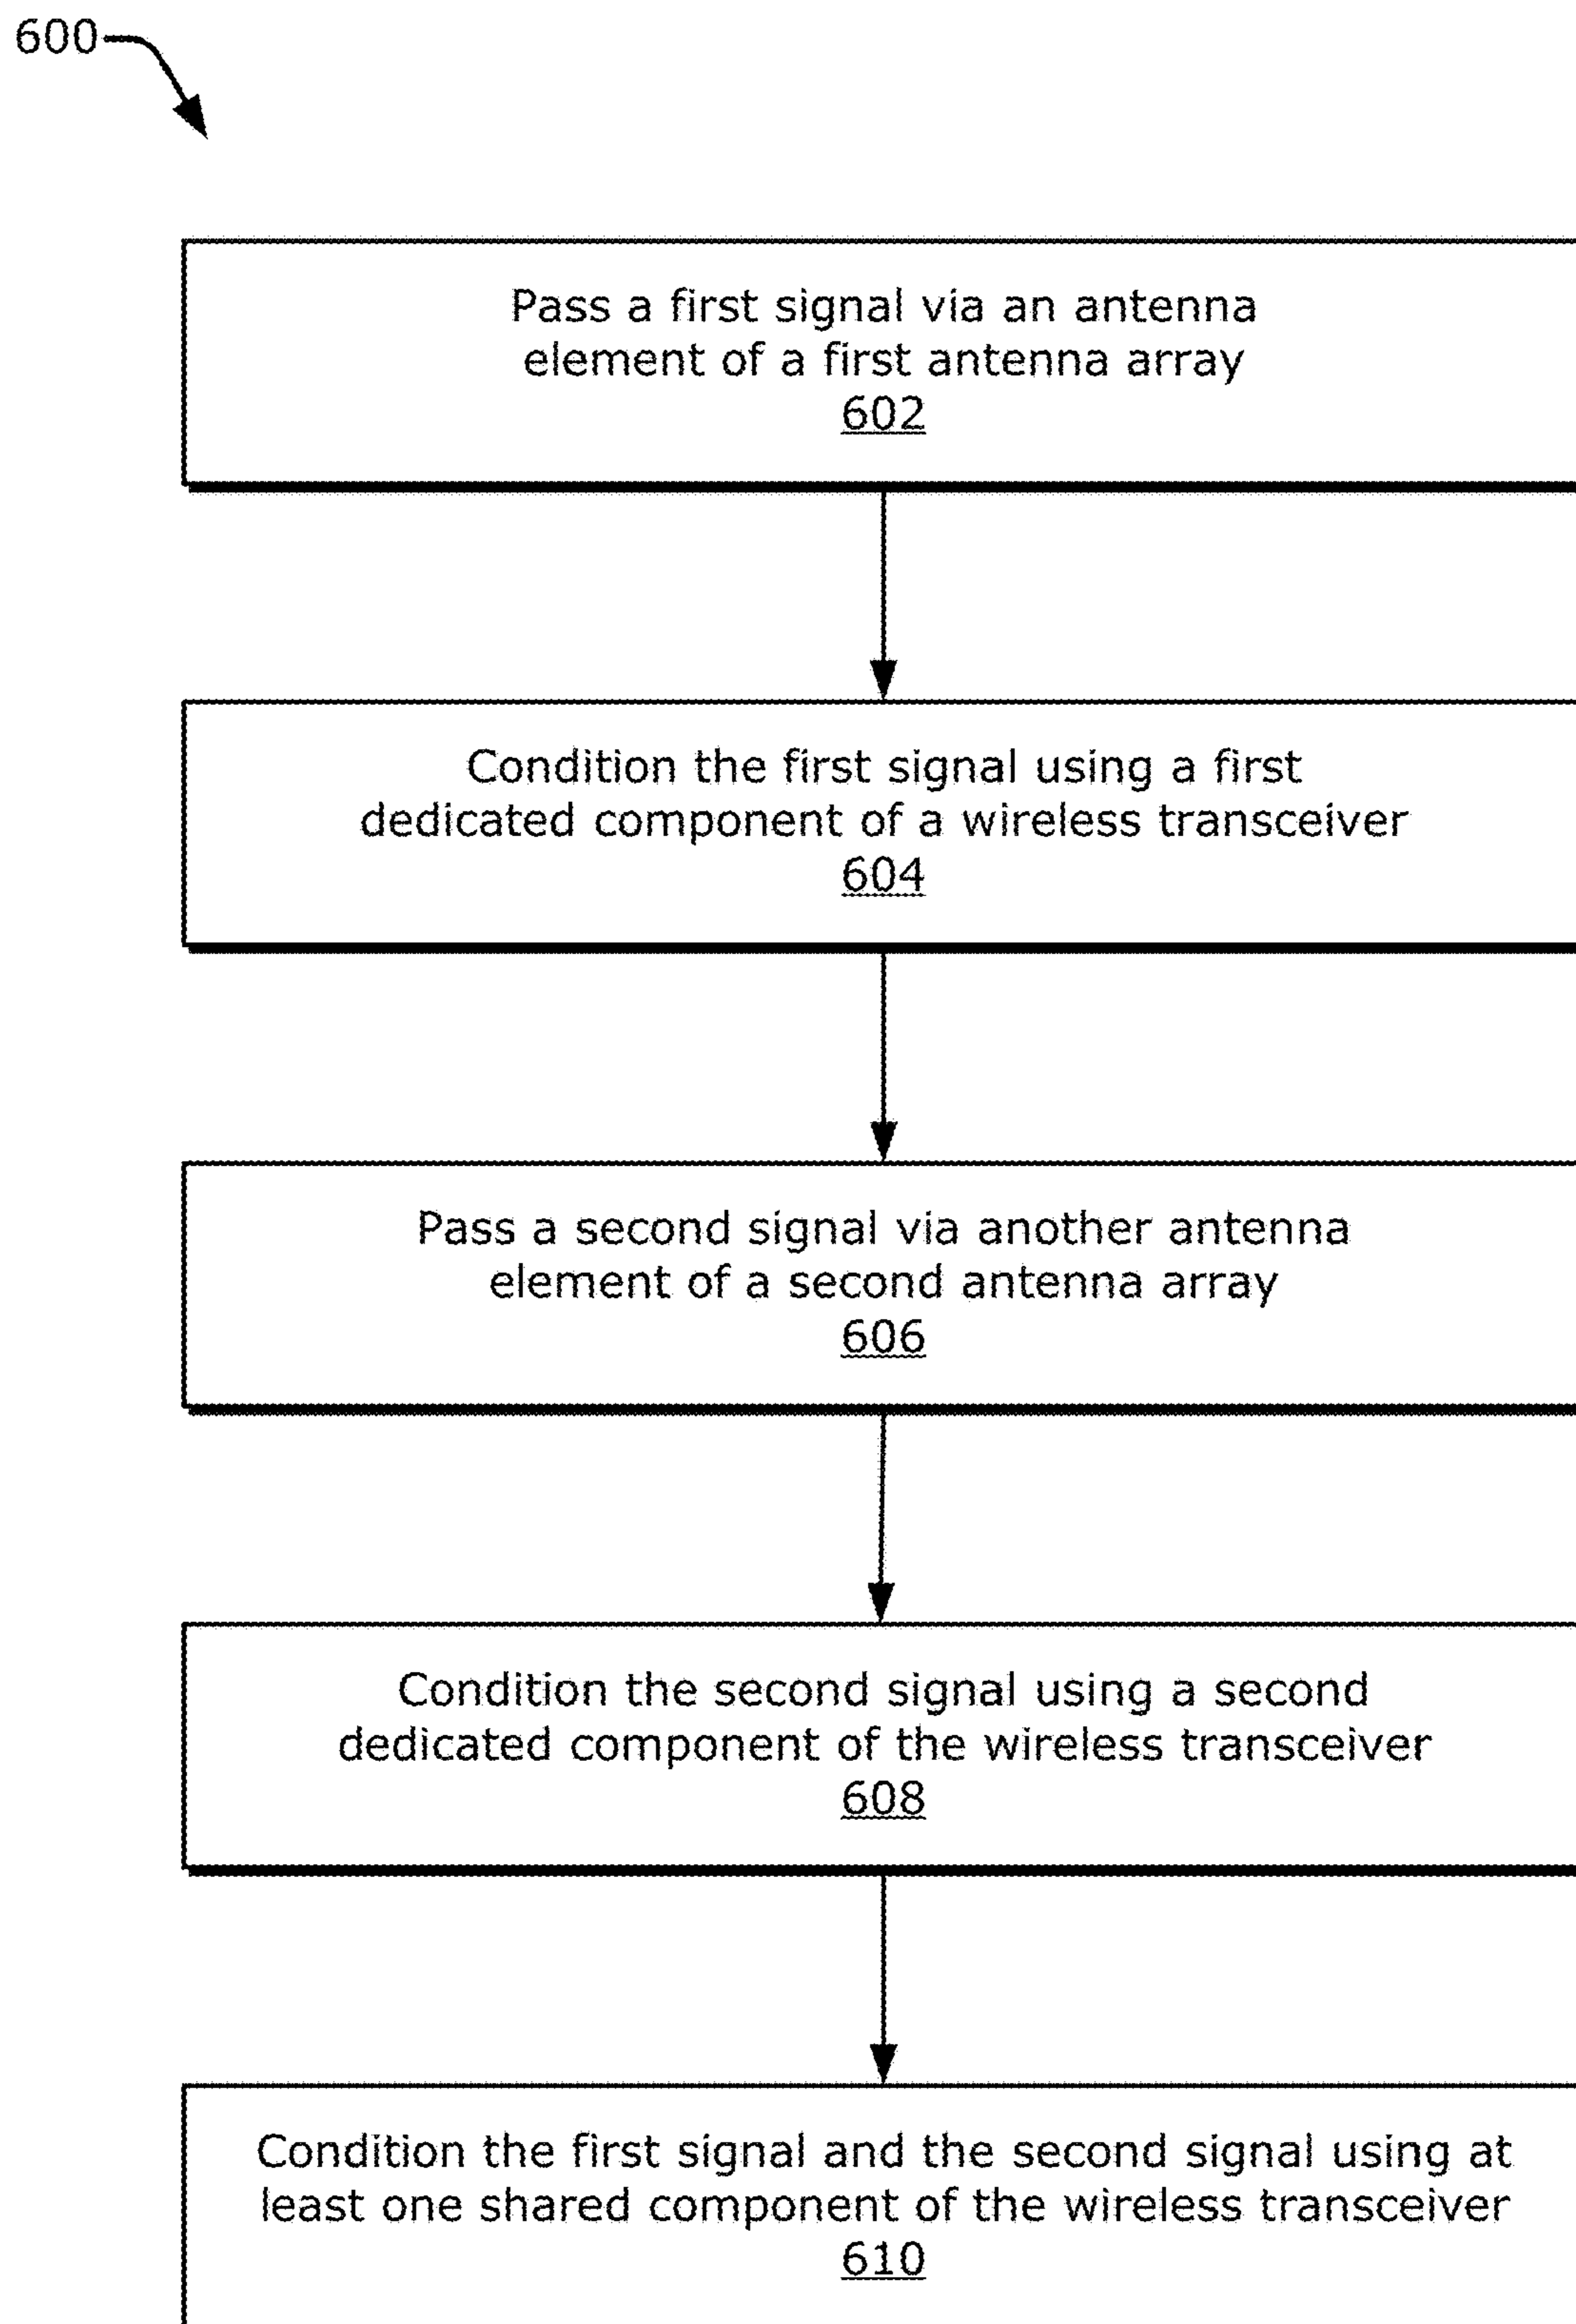 600
Pass a first signal via an antenna
element of a first antenna array
602
Condition the first signal using a first
dedicated component of a wireless transceiver
604
Pass a second signal via another antenna
element of a second antenna array
606
Condition the second signal using a second
dedicated component of the wireless transceiver
608
Condition the first signal and the second signal using at
least one shared component of the wireless transceiver
610